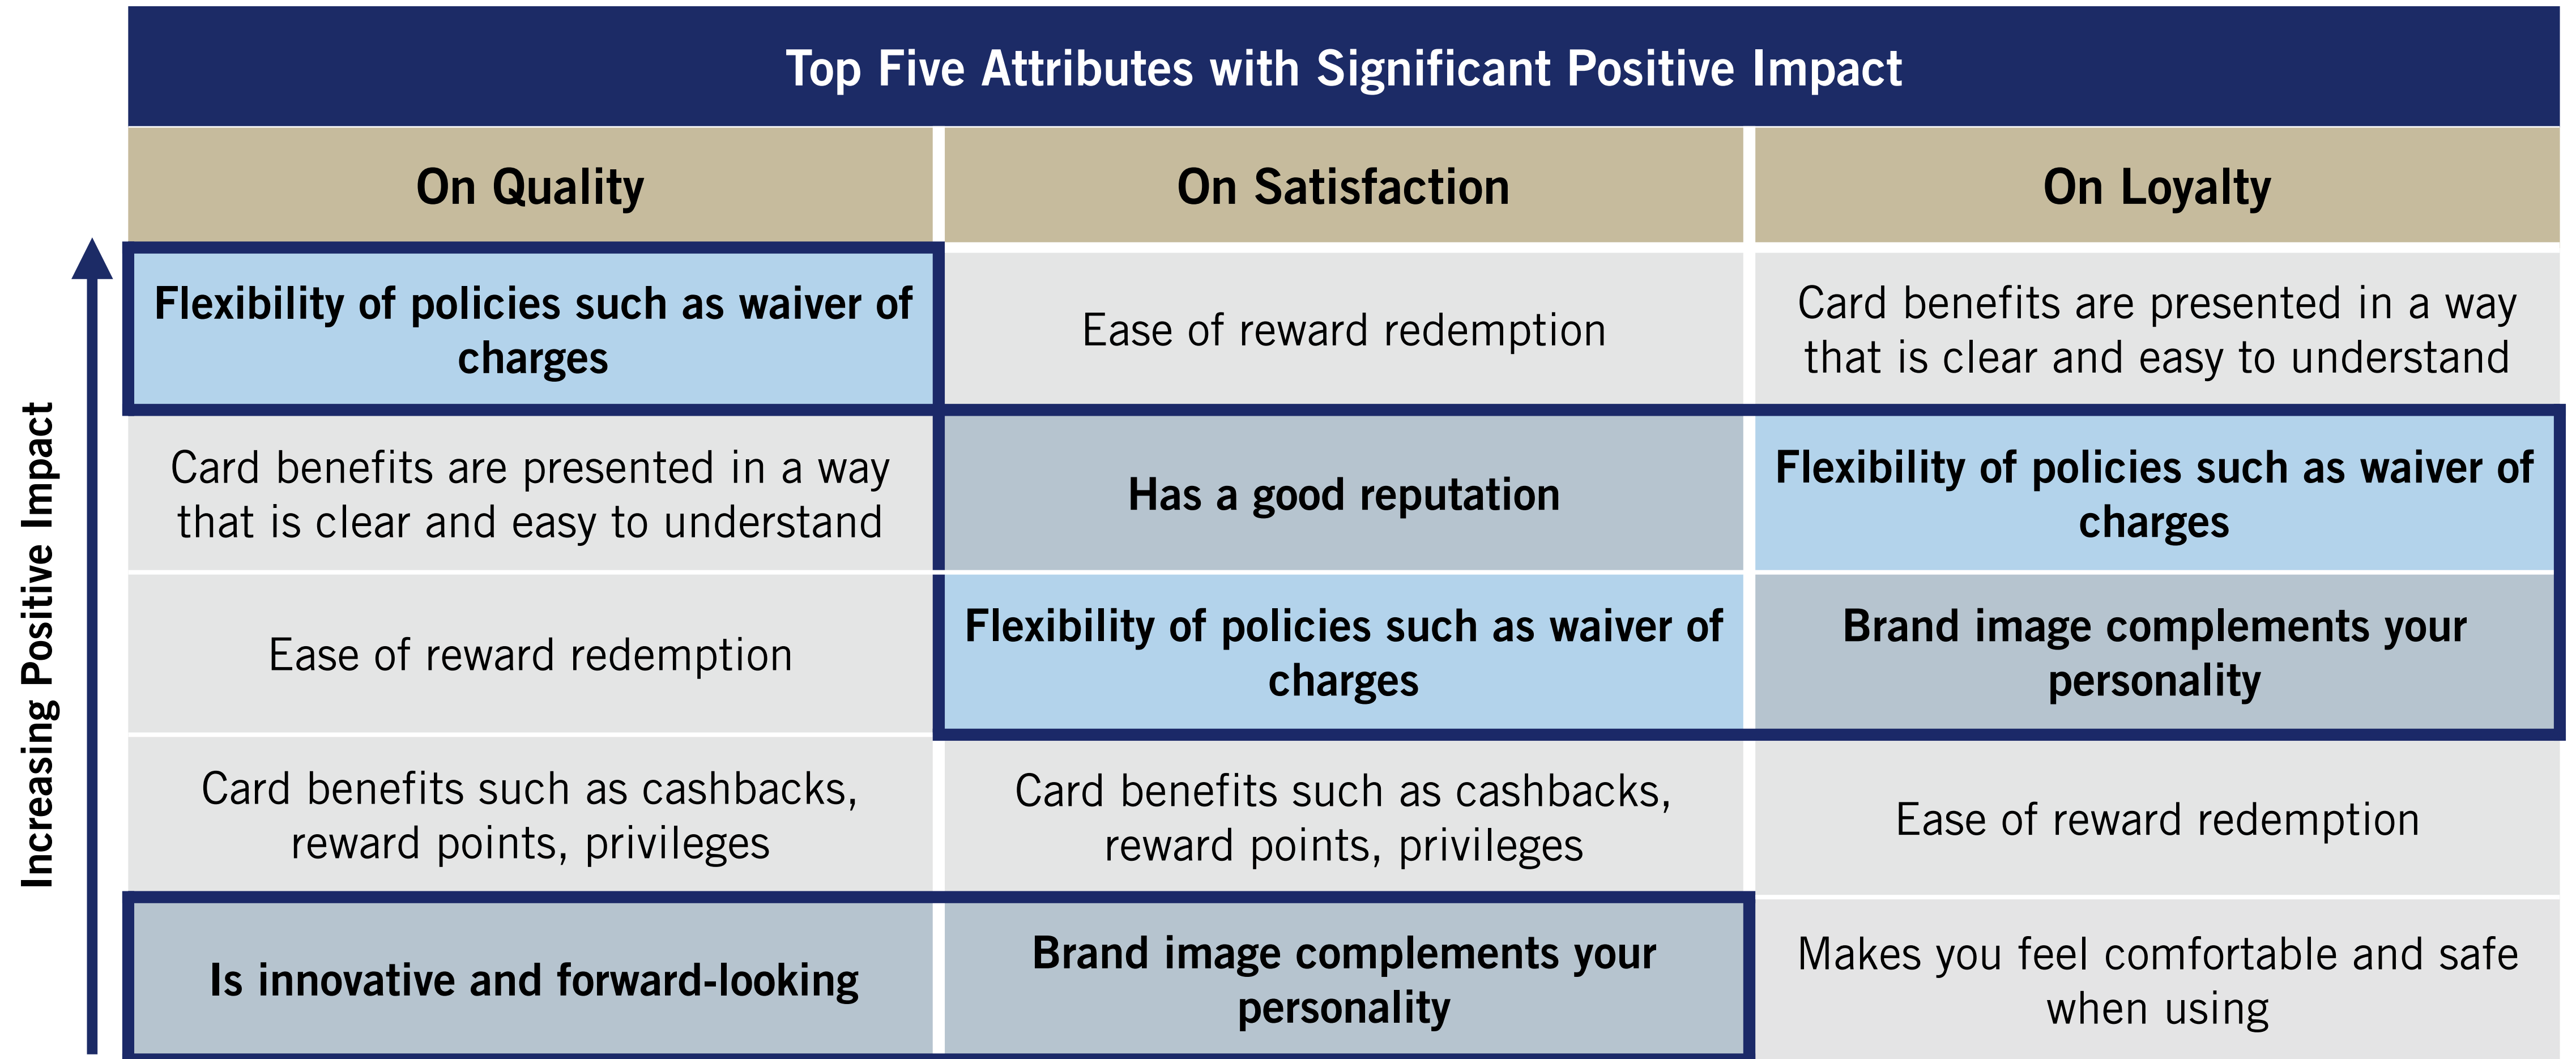 Top Five Attributes with Significant Positive Impact
On Quality
On Satisfaction
On Loyalty
Increasing Positive Impact
Flexibility of policies such as waiver of
charges
Ease of reward redemption
Card benefits are presented in a way
that is clear and easy to understand
Card benefits are presented in a way
that is clear and easy to understand
Has a good reputation
Flexibility of policies such as waiver of
charges
Ease of reward redemption
Flexibility of policies such as waiver of
charges
Brand image complements your
personality
Card benefits such as cashbacks,
reward points, privileges
Card benefits such as cashbacks,
reward points, privileges
Ease of reward redemption
Is innovative and forward-looking
Brand image complements your
personality
Makes you feel comfortable and safe
when using